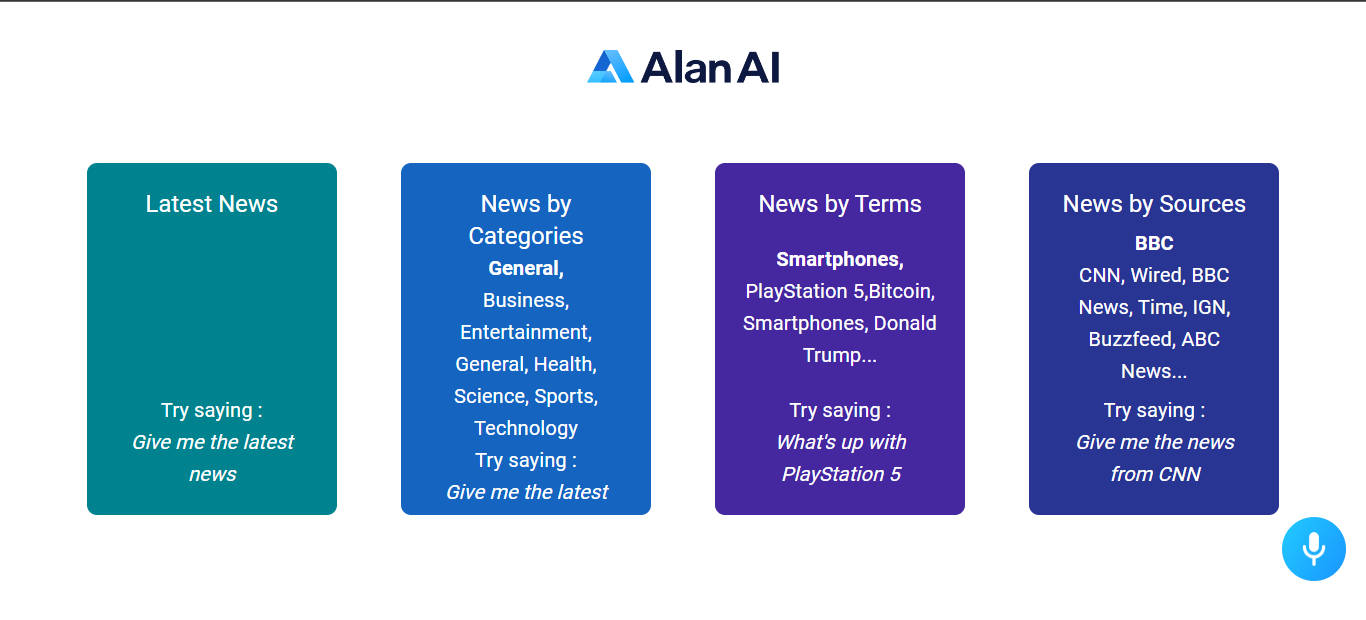 Alan AI
Latest News
Try saying :
Give me the latest
news
News by
Categories
General,
Business,
Entertainment,
General, Health,
Science, Sports,
Technology
Try saying :
Give me the latest
News by Terms
Smartphones,
PlayStation 5,Bitcoin,
Smartphones, Donald
Trump...
Try saying :
What's up with
PlayStation 5
News by Sources
BBC
CNN, Wired, BBC
News, Time, IGN,
Buzzfeed, ABC
News...
Try saying :
Give me the news
from CNN